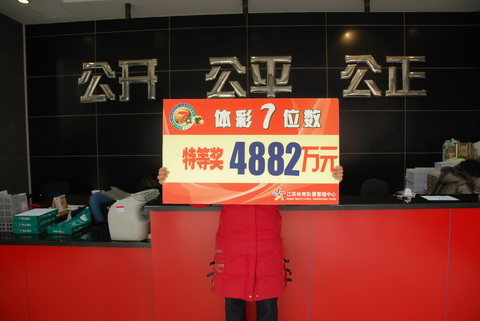 公开 公平 公正
体彩7位数
特等奖 4882万元
江苏体育彩票管理中心